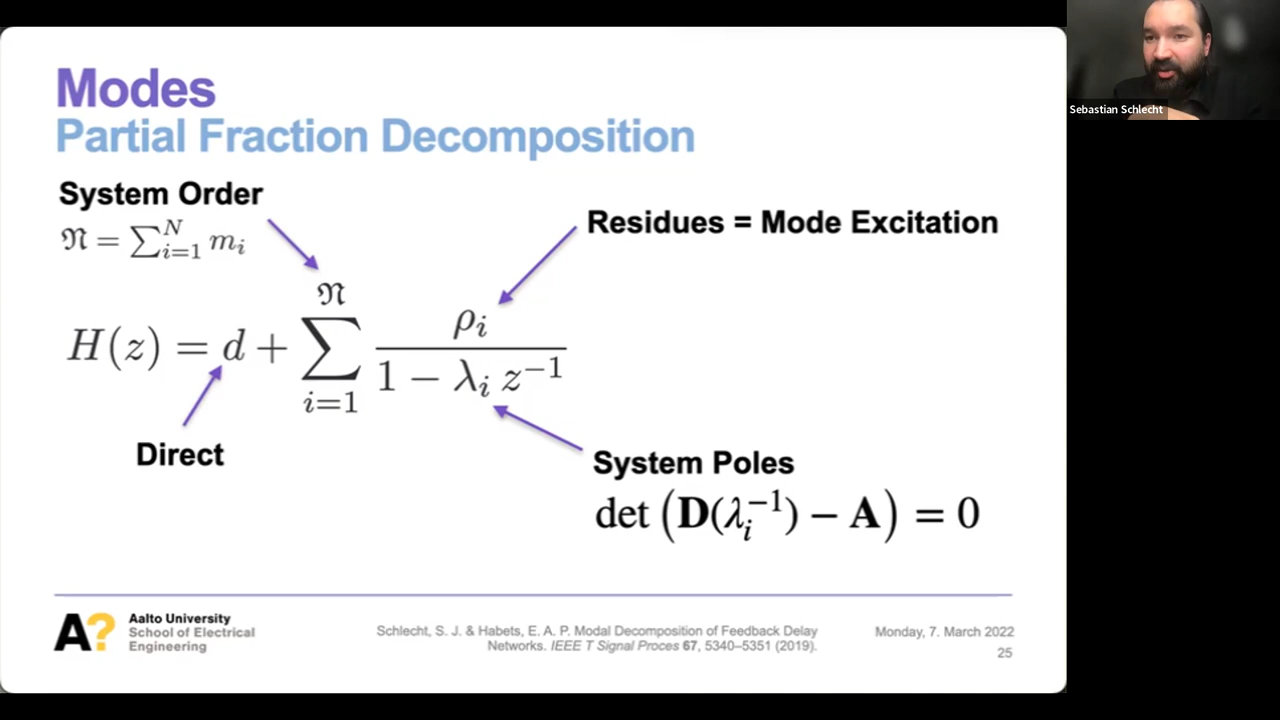 Modes
Partial Fraction Decomposition
System Order
𝔑 = ∑_{i=1}^{N} m_i
Residues = Mode Excitation
H(z) = d + ∑_{i=1}^{𝔑} ρ_i / (1 − λ_i z^{−1})
Direct
System Poles
det (D(λ_i^{−1}) − A) = 0
A?
Aalto University
School of Electrical
Engineering
Schlecht, S. J. & Habets, E. A. P. Modal Decomposition of Feedback Delay
Networks. IEEE T Signal Proces 67, 5340–5351 (2019).
Monday, 7. March 2022
25
Sebastian Schlecht